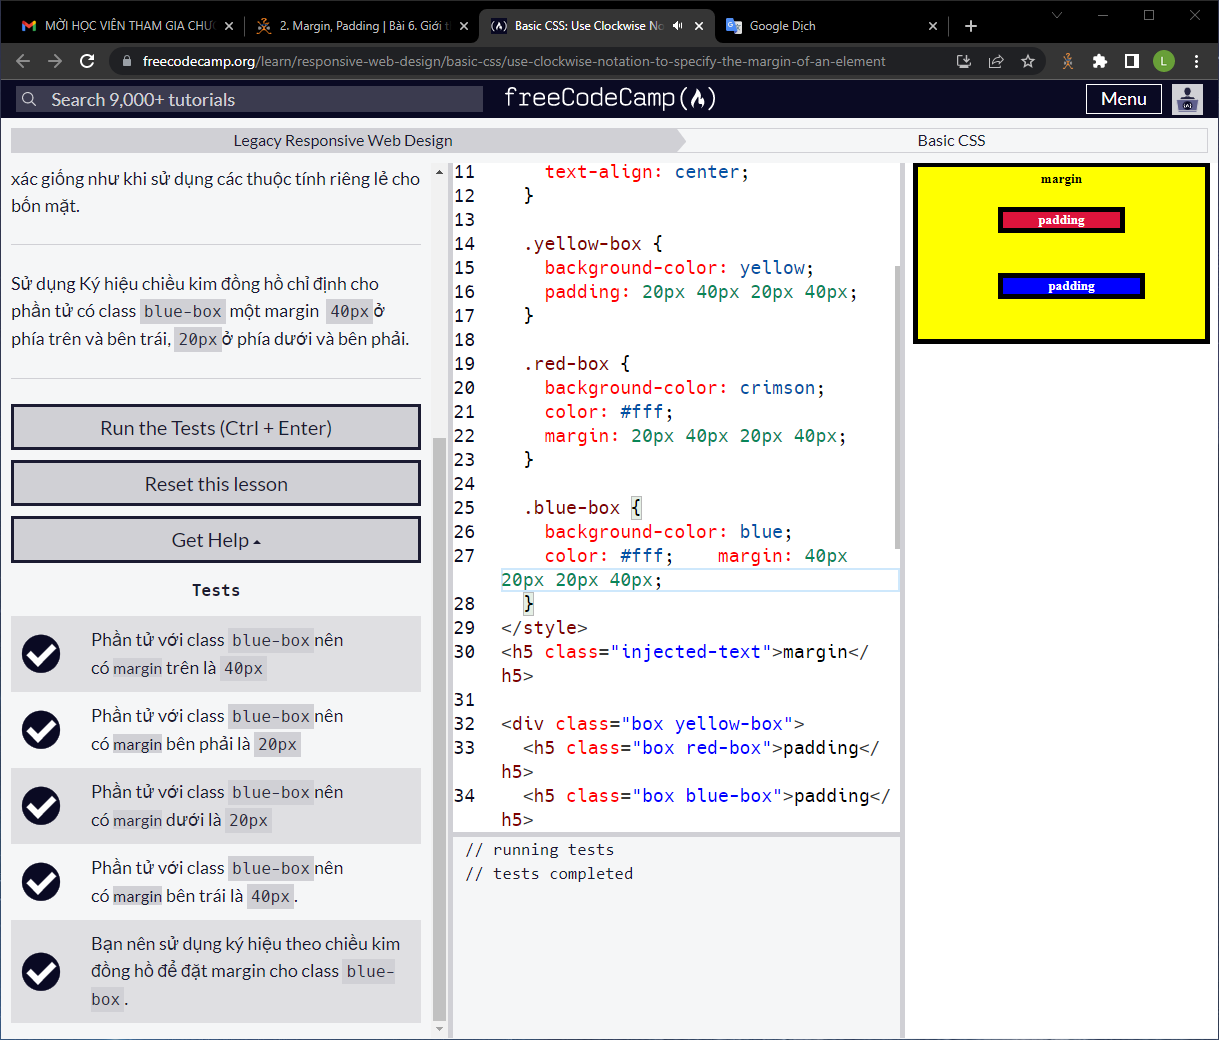 MỜI HỌC VIÊN THAM GIA CHƯ
2. Margin, Padding | Bài 6. Giới t
Basic CSS: Use Clockwise No
Google Dịch
freecodecamp.org/learn/responsive-web-design/basic-css/use-clockwise-notation-to-specify-the-margin-of-an-element
L
Search 9,000+ tutorials
freeCodeCamp
Menu
Legacy Responsive Web Design
Basic CSS
xác giống như khi sử dụng các thuộc tính riêng lẻ cho
bốn mặt.
Sử dụng Ký hiệu chiều kim đồng hồ chỉ định cho
phần tử có class blue-box một margin 40px ở
phía trên và bên trái, 20px ở phía dưới và bên phải.
Run the Tests (Ctrl + Enter)
Reset this lesson
Get Help
Tests
Phần tử với class blue-box nên
có margin trên là 40px
Phần tử với class blue-box nên
có margin bên phải là 20px
Phần tử với class blue-box nên
có margin dưới là 20px
Phần tử với class blue-box nên
có margin bên trái là 40px.
Bạn nên sử dụng ký hiệu theo chiều kim
đồng hồ để đặt margin cho class blue-
box.
11 text-align: center;
12 }
13
14 .yellow-box {
15 background-color: yellow;
16 padding: 20px 40px 20px 40px;
17 }
18
19 .red-box {
20 background-color: crimson;
21 color: #fff;
22 margin: 20px 40px 20px 40px;
23 }
24
25 .blue-box {
26 background-color: blue;
27 color: #fff; margin: 40px
20px 20px 40px;
28 }
29 </style>
30 <h5 class="injected-text">margin</
h5>
31
32 <div class="box yellow-box">
33 <h5 class="box red-box">padding</
h5>
34 <h5 class="box blue-box">padding</
h5>
// running tests
// tests completed
margin
padding
padding